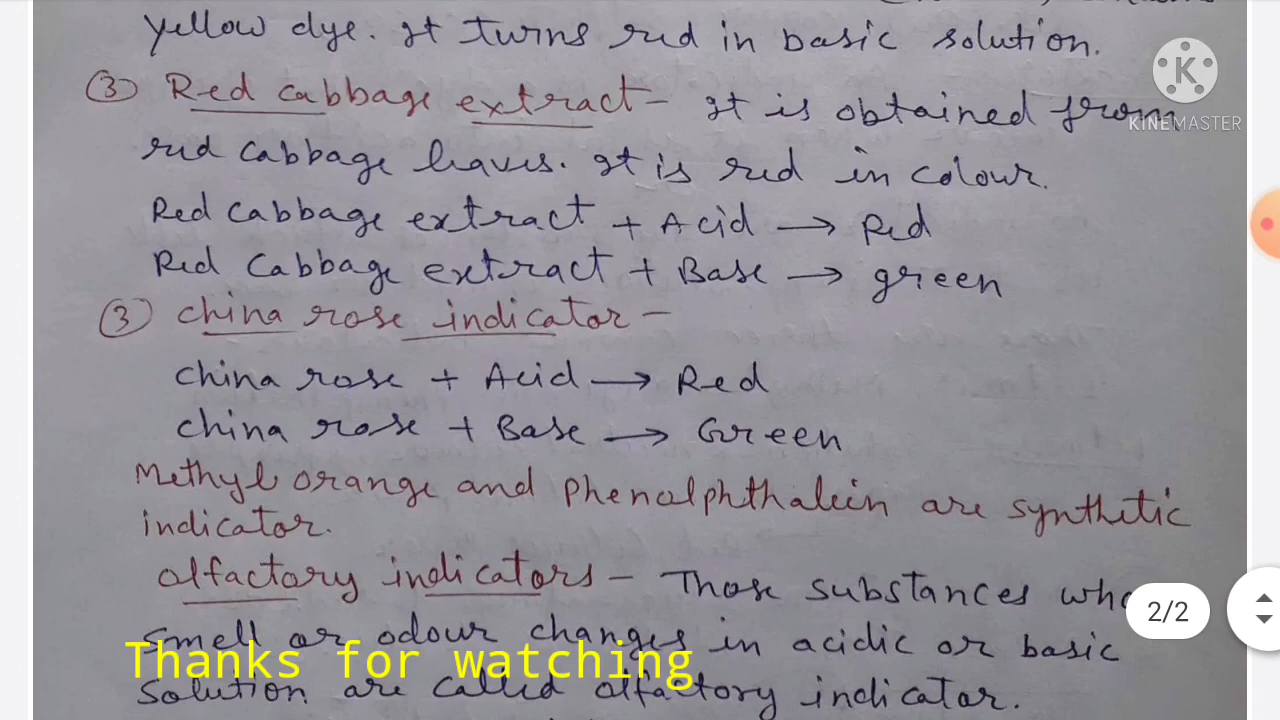 yellow dye. It turns red in basic solution.
③ Red cabbage extract- It is obtained from
red cabbage leaves. It is red in colour.
Red cabbage extract + Acid → Red
Red Cabbage extract + Base → green
③ china rose indicator -
china rose + Acid → Red
china rose + Base → Green
Methyl orange and Phenolphthalein are synthetic
indicator.
olfactory indicators - Those substances
smell or odour changes in acidic or basic
solution are called olfactory indicator.
K
KINEMASTER
2/2
Thanks for watching